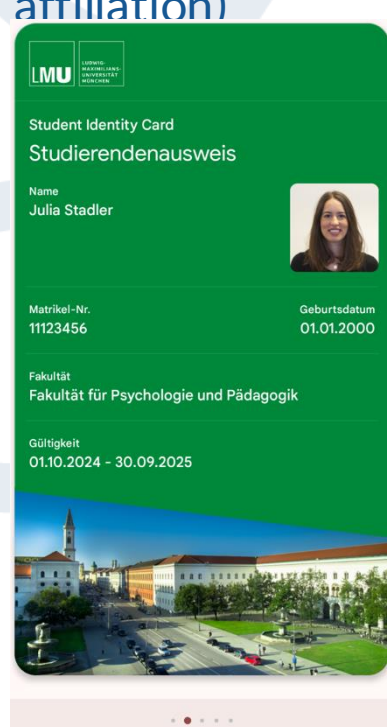 affiliation)
LMU
LUDWIG-
MAXIMILIANS-
UNIVERSITÄT
MÜNCHEN
Student Identity Card
Studierendenausweis
Name
Julia Stadler
Matrikel-Nr.
Geburtsdatum
11123456
01.01.2000
Fakultät
Fakultät für Psychologie und Pädagogik
Gültigkeit
01.10.2024 - 30.09.2025